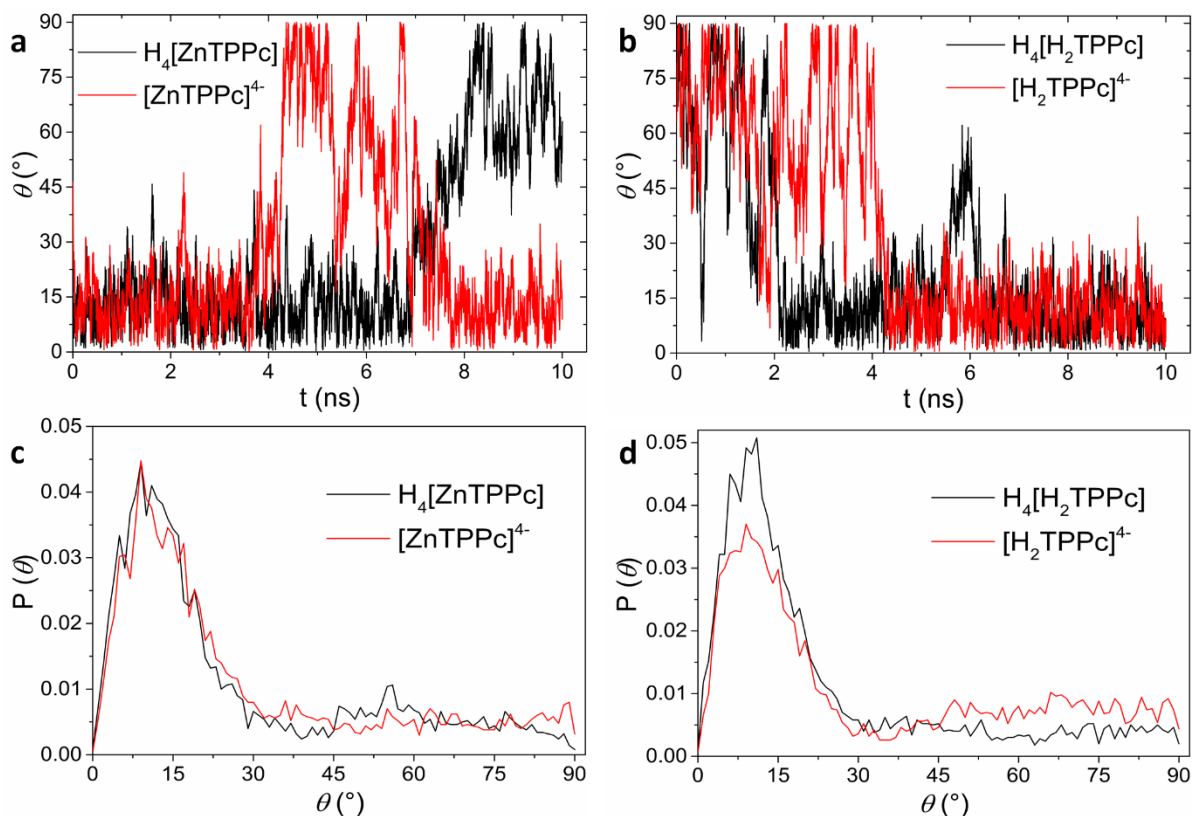 a
H4[ZnTPPc]
[ZnTPPc]4-
90
75
60
45
30
15
0
θ (°)
0 2 4 6 8 10
t (ns)
b
H4[H2TPPc]
[H2TPPc]4-
90
75
60
45
30
15
0
θ (°)
0 2 4 6 8 10
t (ns)
c
H4[ZnTPPc]
[ZnTPPc]4-
0.05
0.04
0.03
0.02
0.01
0.00
P (θ)
0 15 30 45 60 75 90
θ (°)
d
H4[H2TPPc]
[H2TPPc]4-
0.05
0.04
0.03
0.02
0.01
0.00
P (θ)
0 15 30 45 60 75 90
θ (°)